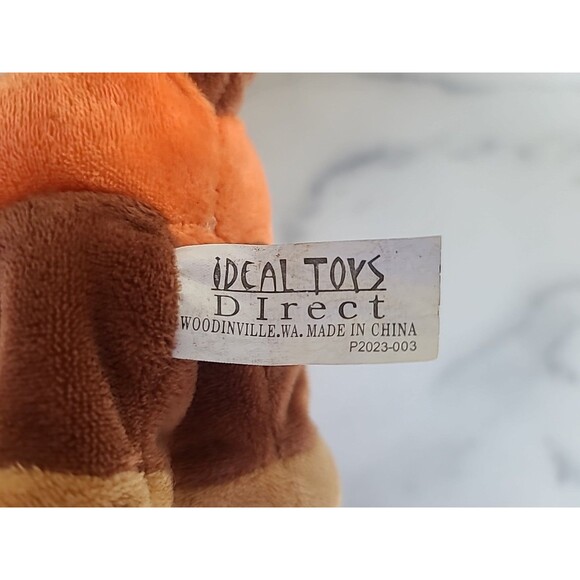 IDEAL TOYS
DIrect
WOODINVILLE.WA. MADE IN CHINA
P2023-003